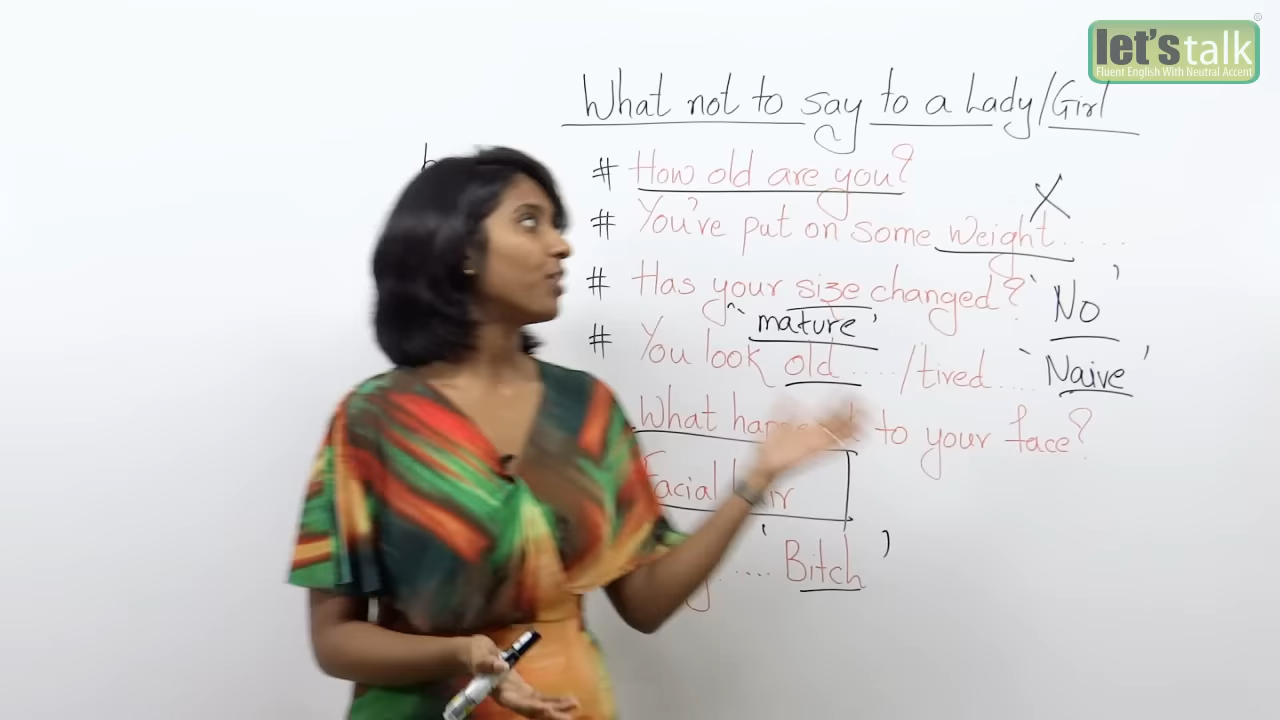 let's talk
Fluent English With Neutral Accent
What not to say to a Lady/Girl
# How old are you?
X
# You've put on some weight.....
# Has your size changed? 'No'
'mature'
# You look old..../tired.... 'Naive'
What to your face?
Facial
..... 'Bitch'